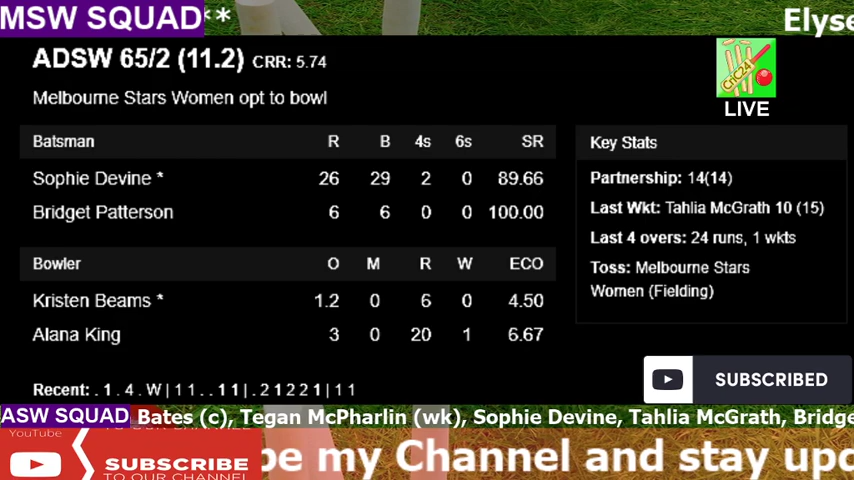 MSW SQUAD** Elyse
ADSW 65/2 (11.2) CRR: 5.74
Melbourne Stars Women opt to bowl
CriC24
LIVE
Batsman R B 4s 6s SR
Sophie Devine * 26 29 2 0 89.66
Bridget Patterson 6 6 0 0 100.00
Bowler O M R W ECO
Kristen Beams * 1.2 0 6 0 4.50
Alana King 3 0 20 1 6.67
Key Stats
Partnership: 14(14)
Last Wkt: Tahlia McGrath 10 (15)
Last 4 overs: 24 runs, 1 wkts
Toss: Melbourne Stars
Women (Fielding)
SUBSCRIBED
Recent: . 1 . 4 . W | 1 1 . . 1 1 | . 2 1 2 2 1 | 1 1
ASW SQUAD Bates (c), Tegan McPharlin (wk), Sophie Devine, Tahlia McGrath, Bridge
YouTube TO OUR CHANNEL
SUBSCRIBE be my Channel and stay upd
TO OUR CHANNEL